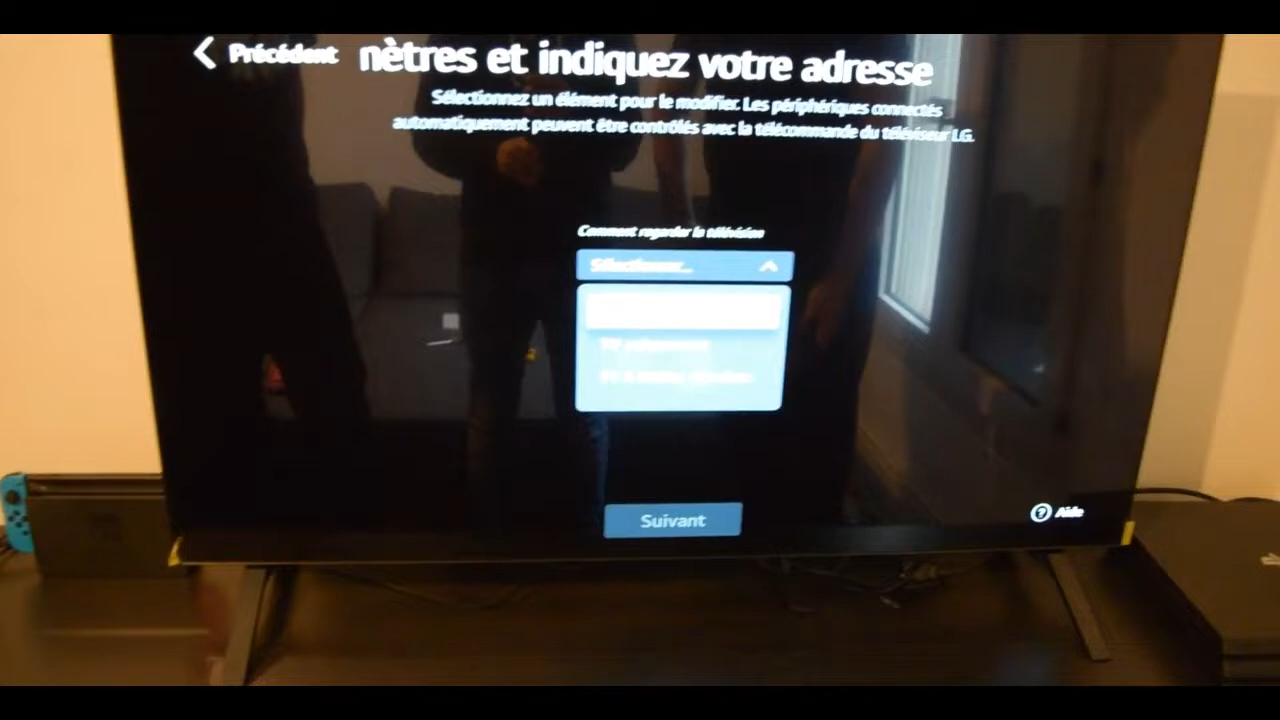 Précédent
nètres et indiquez votre adresse
Sélectionnez un élément pour le modifier. Les périphériques connectés
automatiquement peuvent être contrôlés avec la télécommande du téléviseur LG.
Comment regarder la télévision
Sélectionner...
Suivant
? Aide